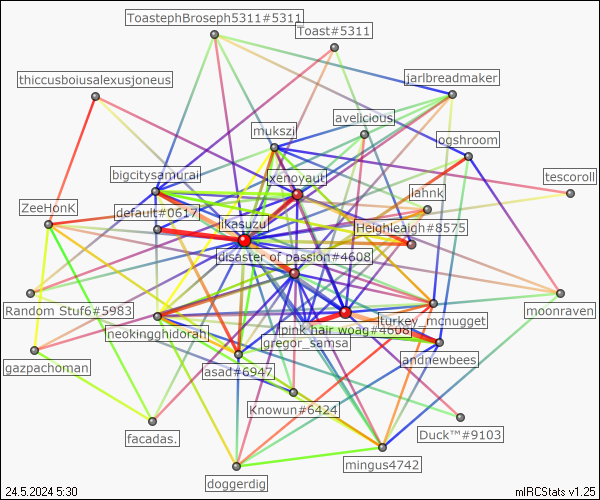 ToastephBroseph5311#5311
Toast#5311
thiccusboiusalexusjoneus
jarlbreadmaker
avelicious
mukszi
ogshroom
bigcitysamurai
xenoyaut
tescoroll
lahnk
ZeeHonK
default#0617
ikasuzu
Heighleaigh#8575
disaster of passion#4608
Random Stuf6#5983
moonraven
neokingghidorah
pink hair woag#4608
turkey_mcnugget
gregor_samsa
andnewbees
gazpachoman
asad#6947
Knowun#6424
facadas.
Duck™#9103
mingus4742
doggerdig
24.5.2024 5:30
mIRCStats v1.25